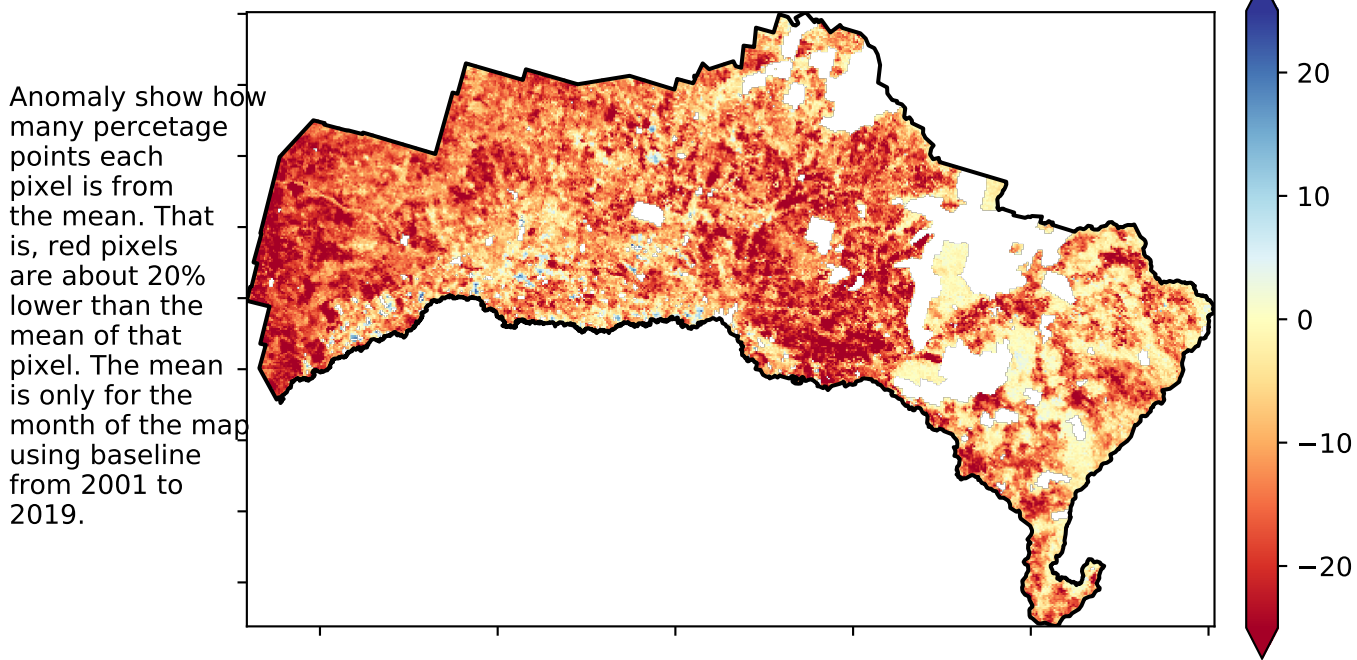 Anomaly show how
many percetage
points each
pixel is from
the mean. That
is, red pixels
are about 20%
lower than the
mean of that
pixel. The mean
is only for the
month of the map
using baseline
from 2001 to
2019.
20
10
0
−10
−20